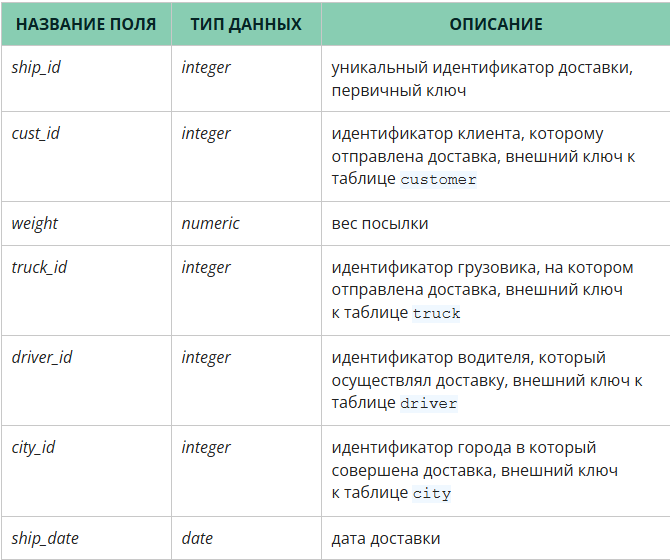 НАЗВАНИЕ ПОЛЯ ТИП ДАННЫХ ОПИСАНИЕ
ship_id integer уникальный идентификатор доставки,
первичный ключ
cust_id integer идентификатор клиента, которому
отправлена доставка, внешний ключ к
таблице customer
weight numeric вес посылки
truck_id integer идентификатор грузовика, на котором
отправлена доставка, внешний ключ
к таблице truck
driver_id integer идентификатор водителя, который
осуществлял доставку, внешний ключ к
таблице driver
city_id integer идентификатор города в который
совершена доставка, внешний ключ
к таблице city
ship_date date дата доставки